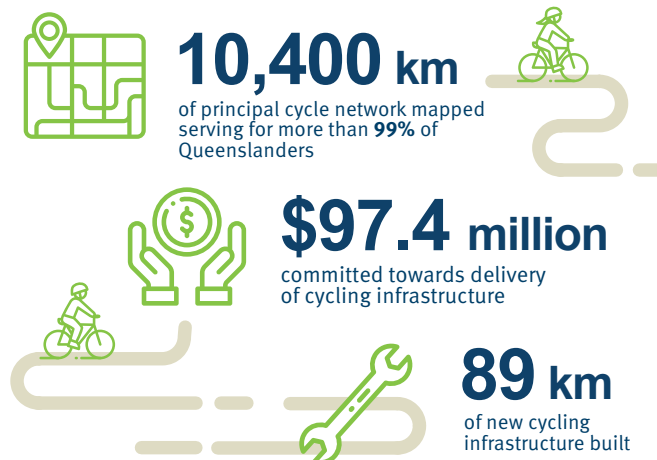 10,400 km
of principal cycle network mapped
serving for more than 99% of
Queenslanders
$
$97.4 million
committed towards delivery
of cycling infrastructure
89 km
of new cycling
infrastructure built